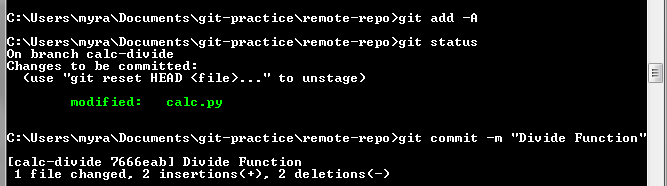 C:\Users\myra\Documents\git-practice\remote-repo>git add -A
C:\Users\myra\Documents\git-practice\remote-repo>git status
On branch calc-divide
Changes to be committed:
  (use "git reset HEAD <file>..." to unstage)
        modified:   calc.py
C:\Users\myra\Documents\git-practice\remote-repo>git commit -m "Divide Function"
[calc-divide 7666eab] Divide Function
 1 file changed, 2 insertions(+), 2 deletions(-)